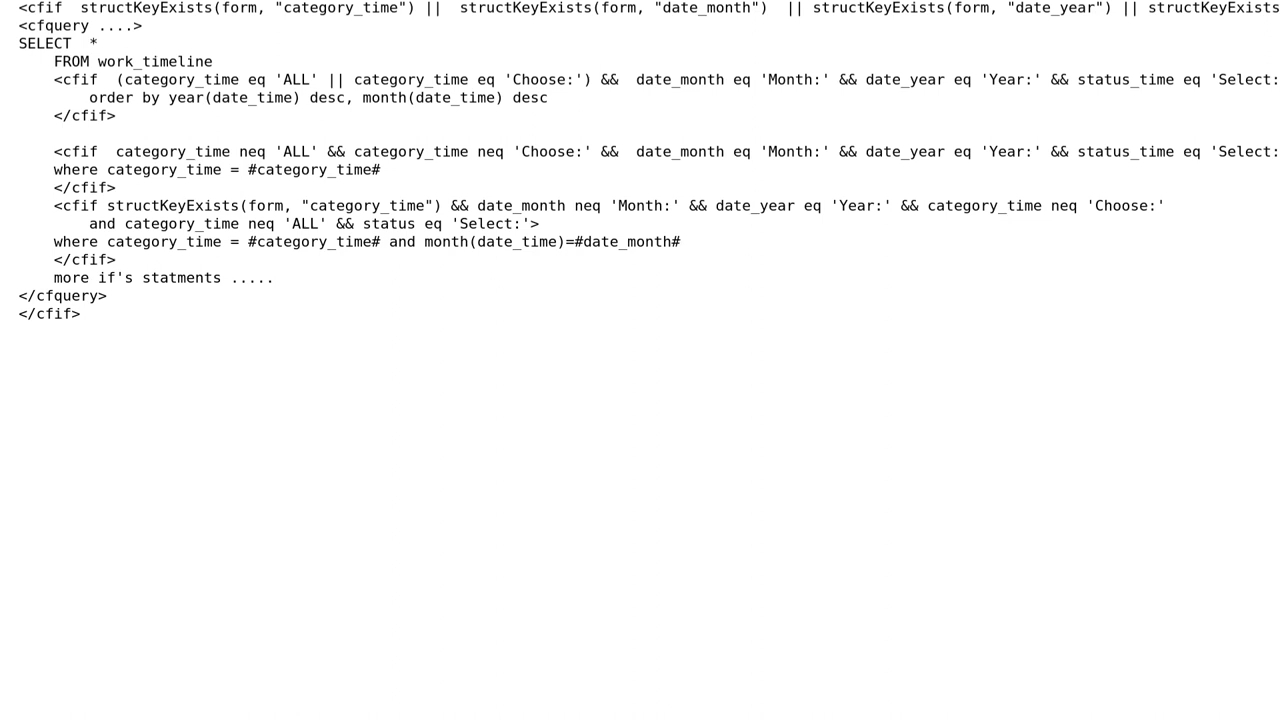 <cfif  structKeyExists(form, "category_time") ||  structKeyExists(form, "date_month")  || structKeyExists(form, "date_year") || structKeyExists
<cfquery ....>
SELECT  *
    FROM work_timeline
    <cfif  (category_time eq 'ALL' || category_time eq 'Choose:') &&  date_month eq 'Month:' && date_year eq 'Year:' && status_time eq 'Select:
        order by year(date_time) desc, month(date_time) desc
    </cfif>

    <cfif  category_time neq 'ALL' && category_time neq 'Choose:' &&  date_month eq 'Month:' && date_year eq 'Year:' && status_time eq 'Select:
    where category_time = #category_time#
    </cfif>
    <cfif structKeyExists(form, "category_time") && date_month neq 'Month:' && date_year eq 'Year:' && category_time neq 'Choose:'
        and category_time neq 'ALL' && status eq 'Select:'>
    where category_time = #category_time# and month(date_time)=#date_month#
    </cfif>
    more if's statments .....
</cfquery>
</cfif>